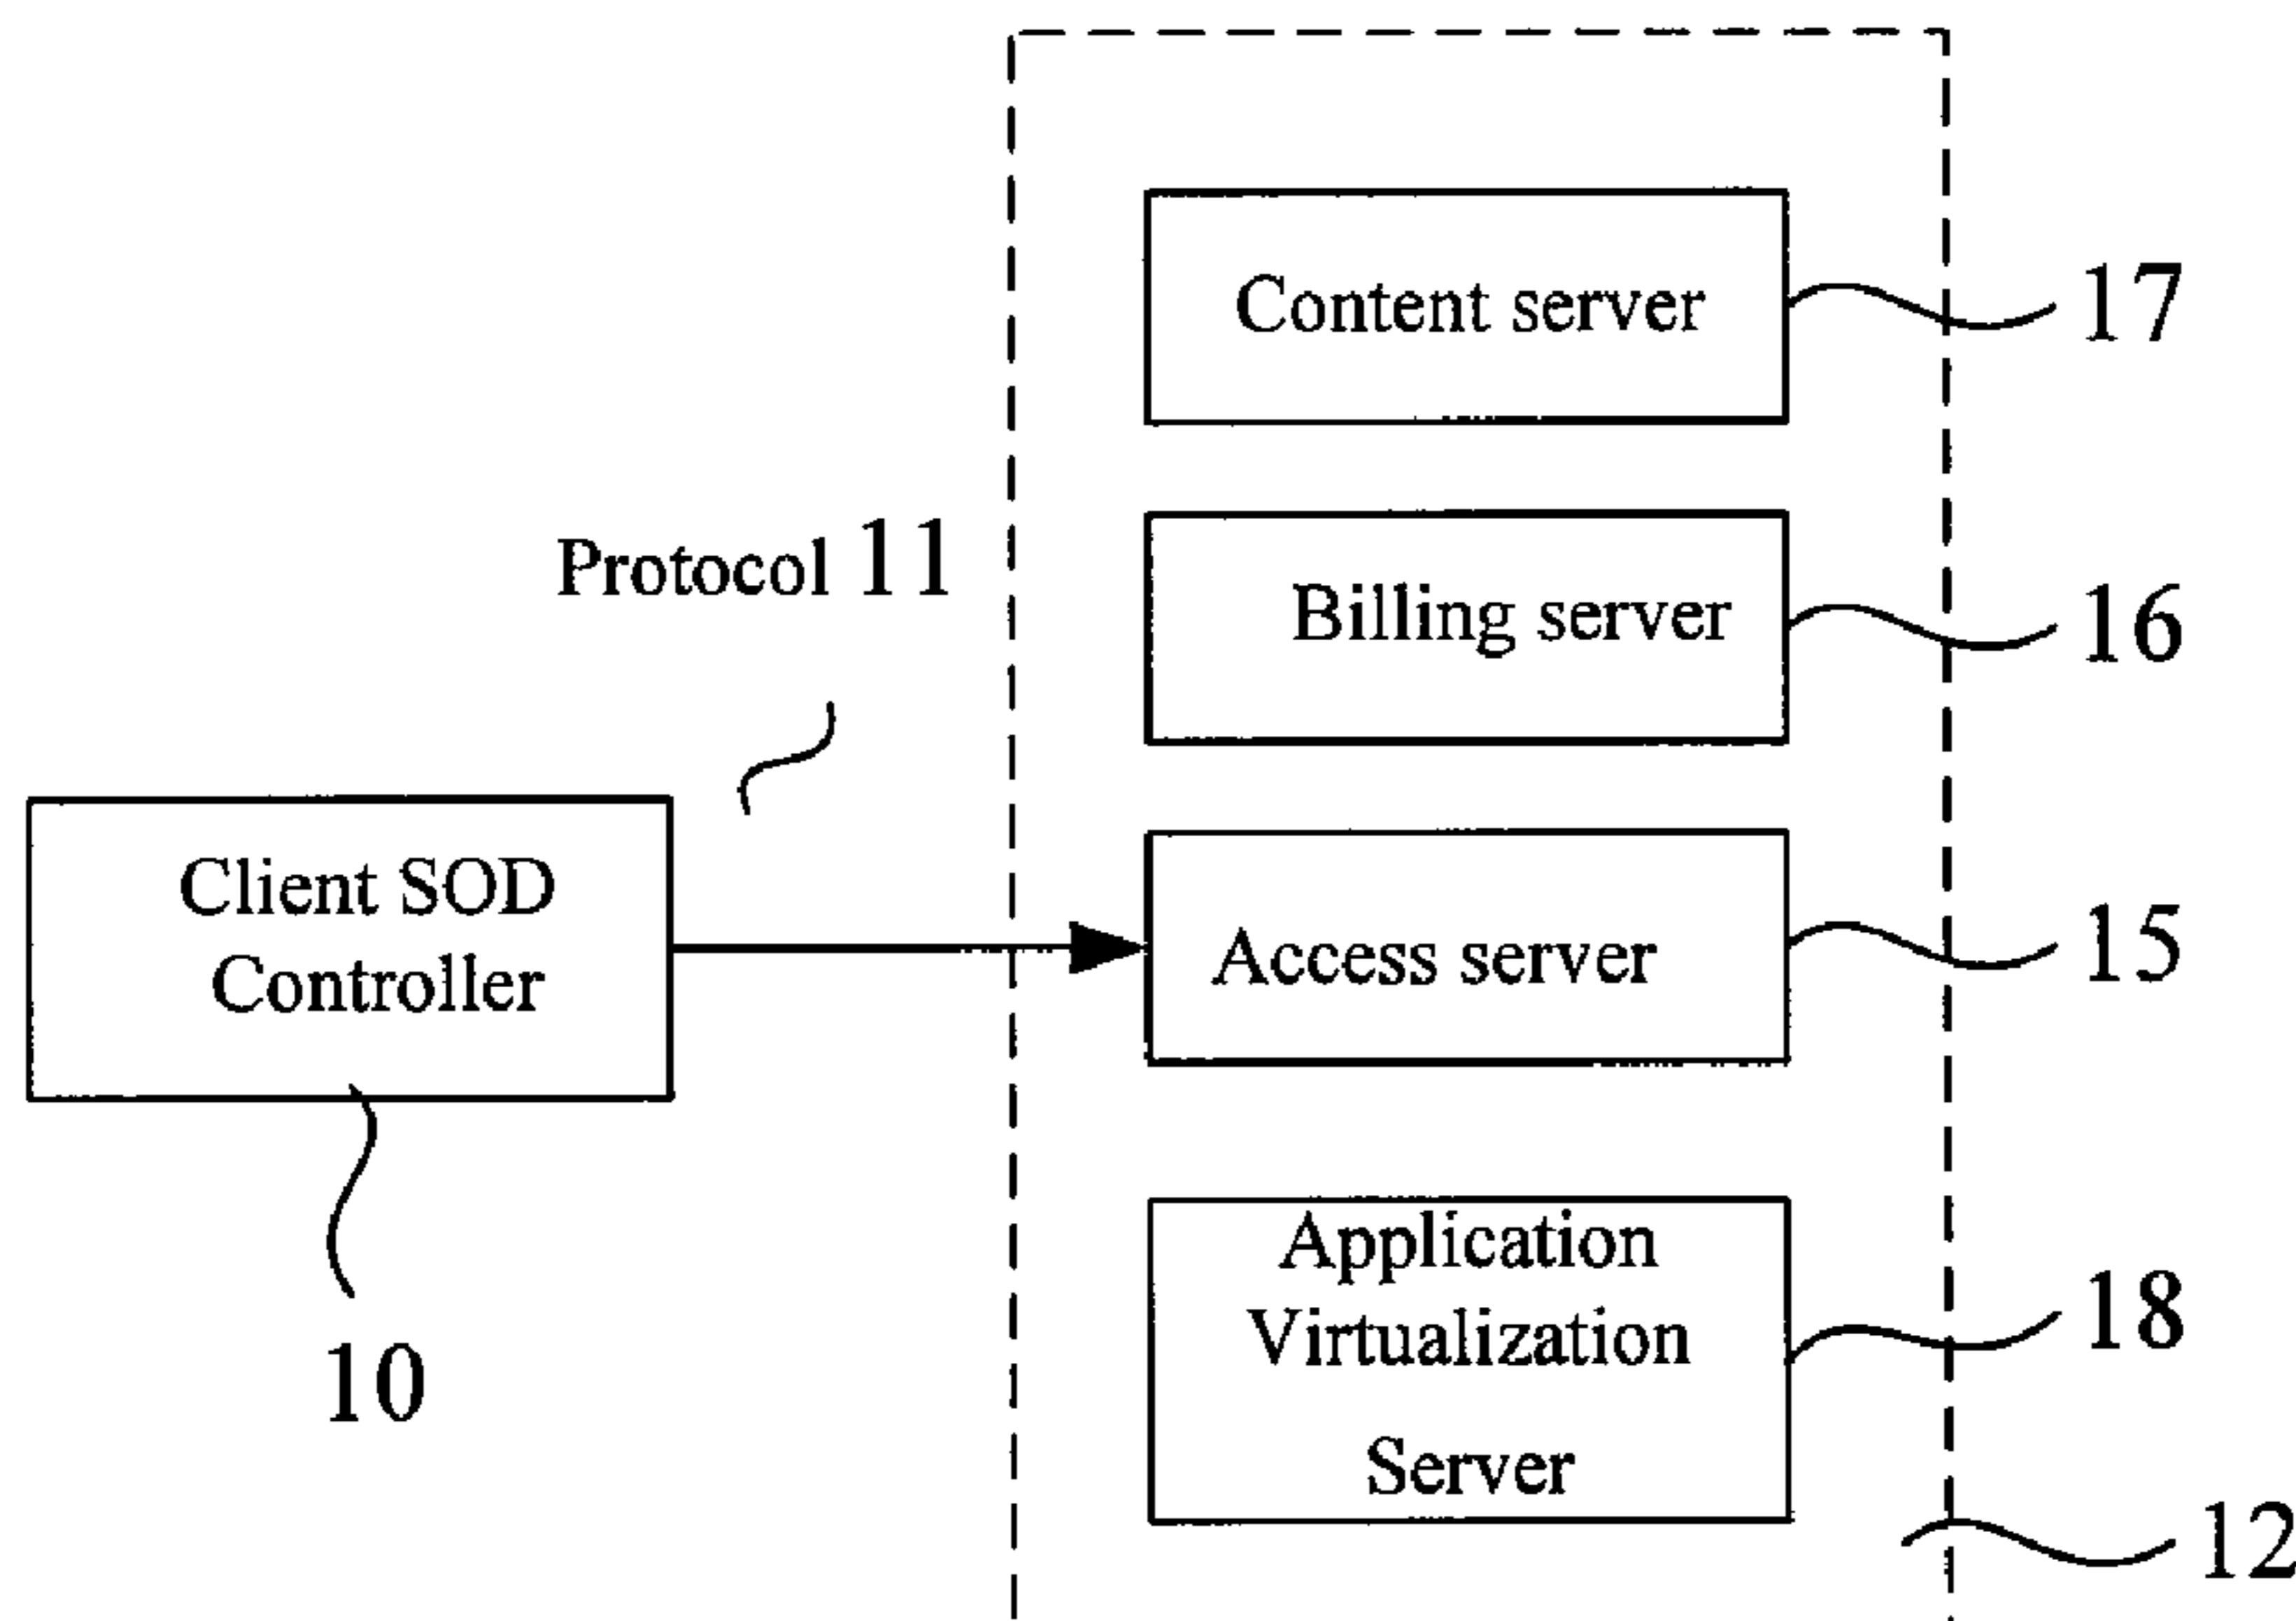 Content server
17
Protocol 11
Billing server
16
Client SOD
Controller
Access server
15
10
Application
Virtualization
Server
18
12